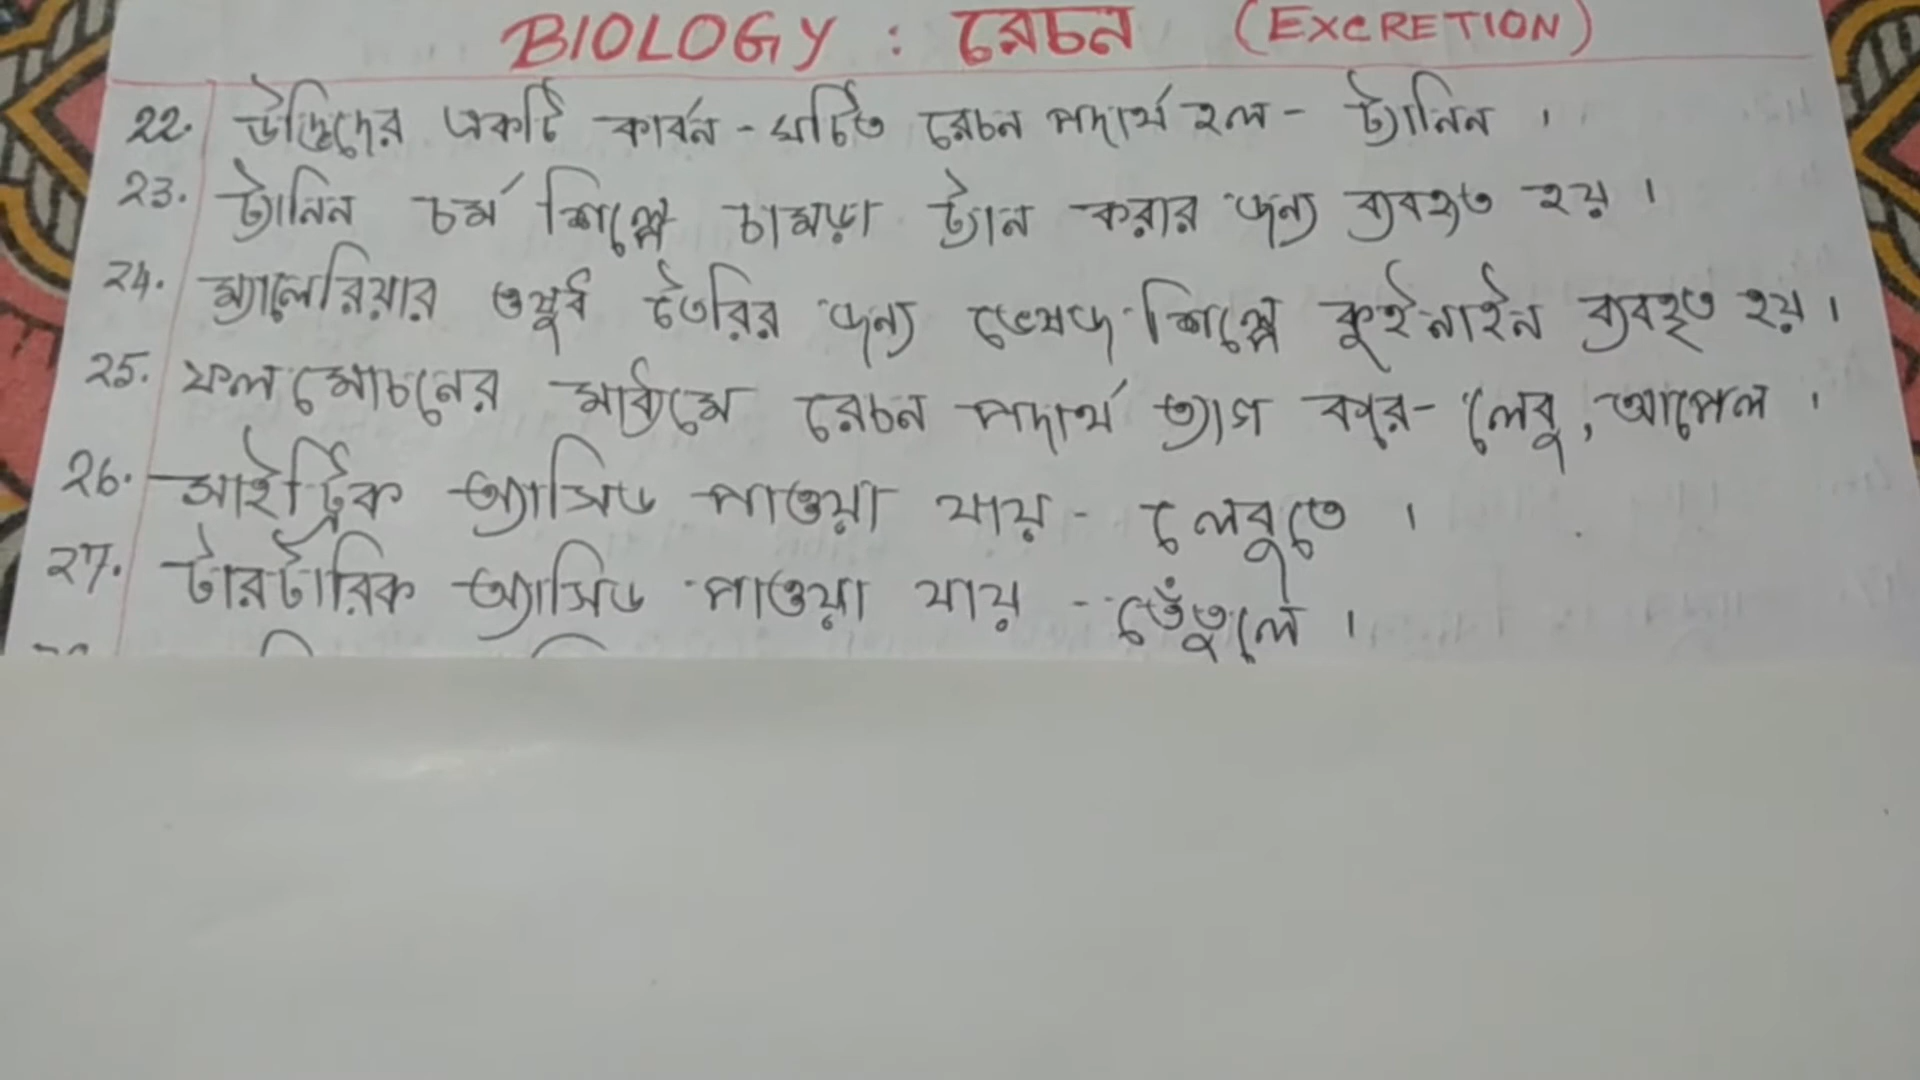 BIOLOGY : রেচন (EXCRETION)
22. উদ্ভিদের একটি কার্বন - ঘটিত রেচন পদার্থ হল - ট্যানিন ।
23. ট্যানিন চর্ম শিল্পে চামড়া ট্যান করার জন্য ব্যবহৃত হয় ।
24. ম্যালেরিয়ার ওষুধ তৈরির জন্য ভেষজ শিল্পে কুইনাইন ব্যবহৃত হয় ।
25. ফল মোচনের মাধ্যমে রেচন পদার্থ ত্যাগ করে - লেবু, আপেল ।
26. সাইট্রিক অ্যাসিড পাওয়া যায় - লেবুতে ।
27. টারটারিক অ্যাসিড পাওয়া যায় - তেঁতুলে ।